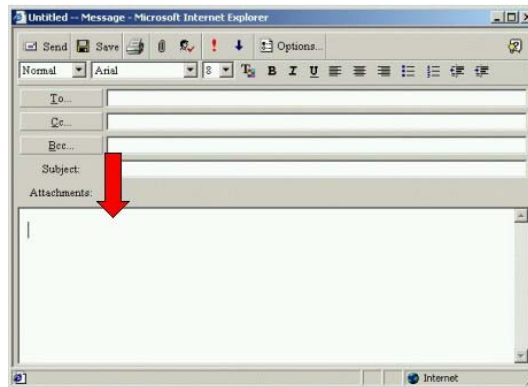 Untitled -- Message - Microsoft Internet Explorer
Send Save Options...
Normal Arial 8 B I U
To...
Cc...
Bcc...
Subject:
Attachments:
Internet